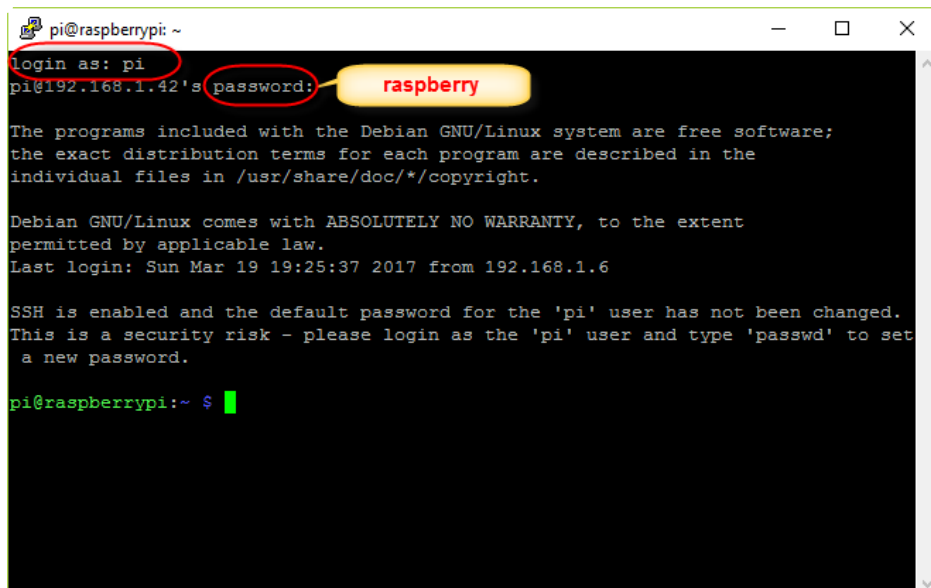 pi@raspberrypi: ~
login as: pi
pi@192.168.1.42's password:
raspberry
The programs included with the Debian GNU/Linux system are free software;
the exact distribution terms for each program are described in the
individual files in /usr/share/doc/*/copyright.
Debian GNU/Linux comes with ABSOLUTELY NO WARRANTY, to the extent
permitted by applicable law.
Last login: Sun Mar 19 19:25:37 2017 from 192.168.1.6
SSH is enabled and the default password for the 'pi' user has not been changed.
This is a security risk - please login as the 'pi' user and type 'passwd' to set
a new password.
pi@raspberrypi:~ $